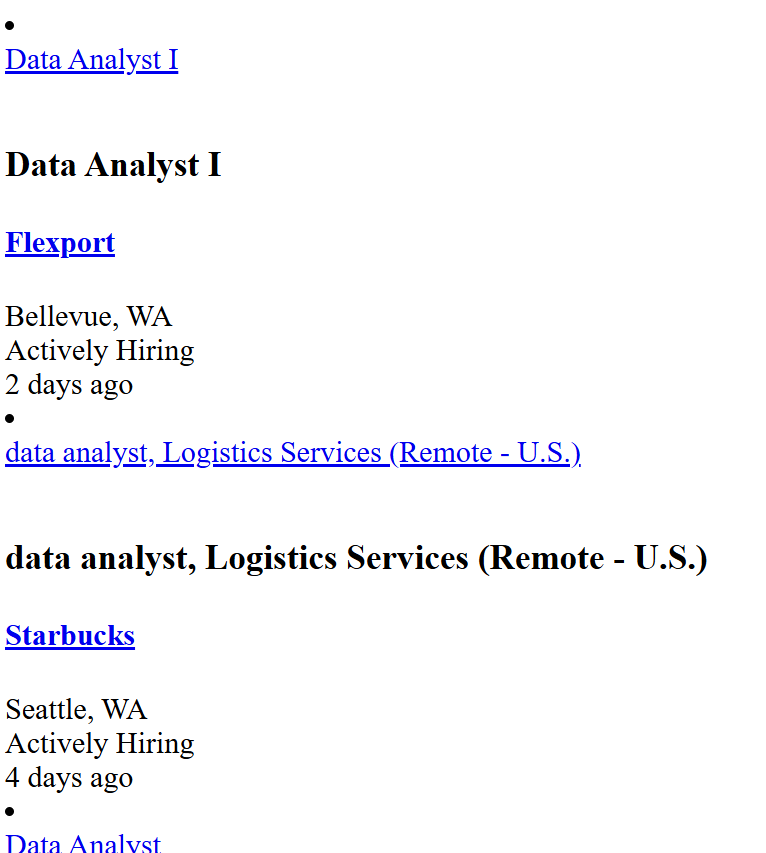 Data Analyst I
Data Analyst I
Flexport
Bellevue, WA
Actively Hiring
2 days ago
data analyst, Logistics Services (Remote - U.S.)
data analyst, Logistics Services (Remote - U.S.)
Starbucks
Seattle, WA
Actively Hiring
4 days ago
Data Analyst